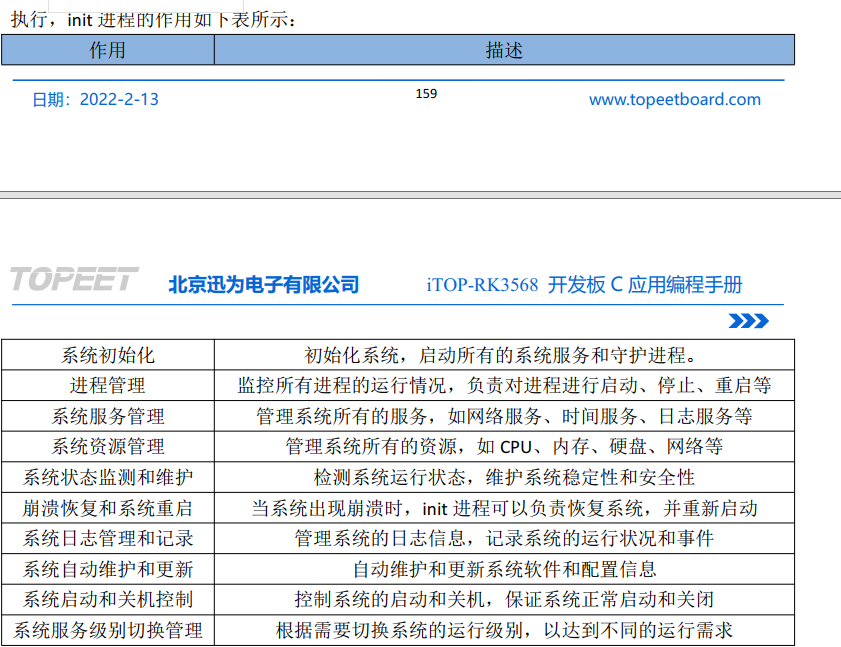 执行，init 进程的作用如下表所示：
作用 描述
日期：2022-2-13 159 www.topeetboard.com
TOPEET 北京迅为电子有限公司 iTOP-RK3568 开发板 C 应用编程手册
系统初始化 初始化系统，启动所有的系统服务和守护进程。
进程管理 监控所有进程的运行情况，负责对进程进行启动、停止、重启等
系统服务管理 管理系统所有的服务，如网络服务、时间服务、日志服务等
系统资源管理 管理系统所有的资源，如 CPU、内存、硬盘、网络等
系统状态监测和维护 检测系统运行状态，维护系统稳定性和安全性
崩溃恢复和系统重启 当系统出现崩溃时，init 进程可以负责恢复系统，并重新启动
系统日志管理和记录 管理系统的日志信息，记录系统的运行状况和事件
系统自动维护和更新 自动维护和更新系统软件和配置信息
系统启动和关机控制 控制系统的启动和关机，保证系统正常启动和关闭
系统服务级别切换管理 根据需要切换系统的运行级别，以达到不同的运行需求